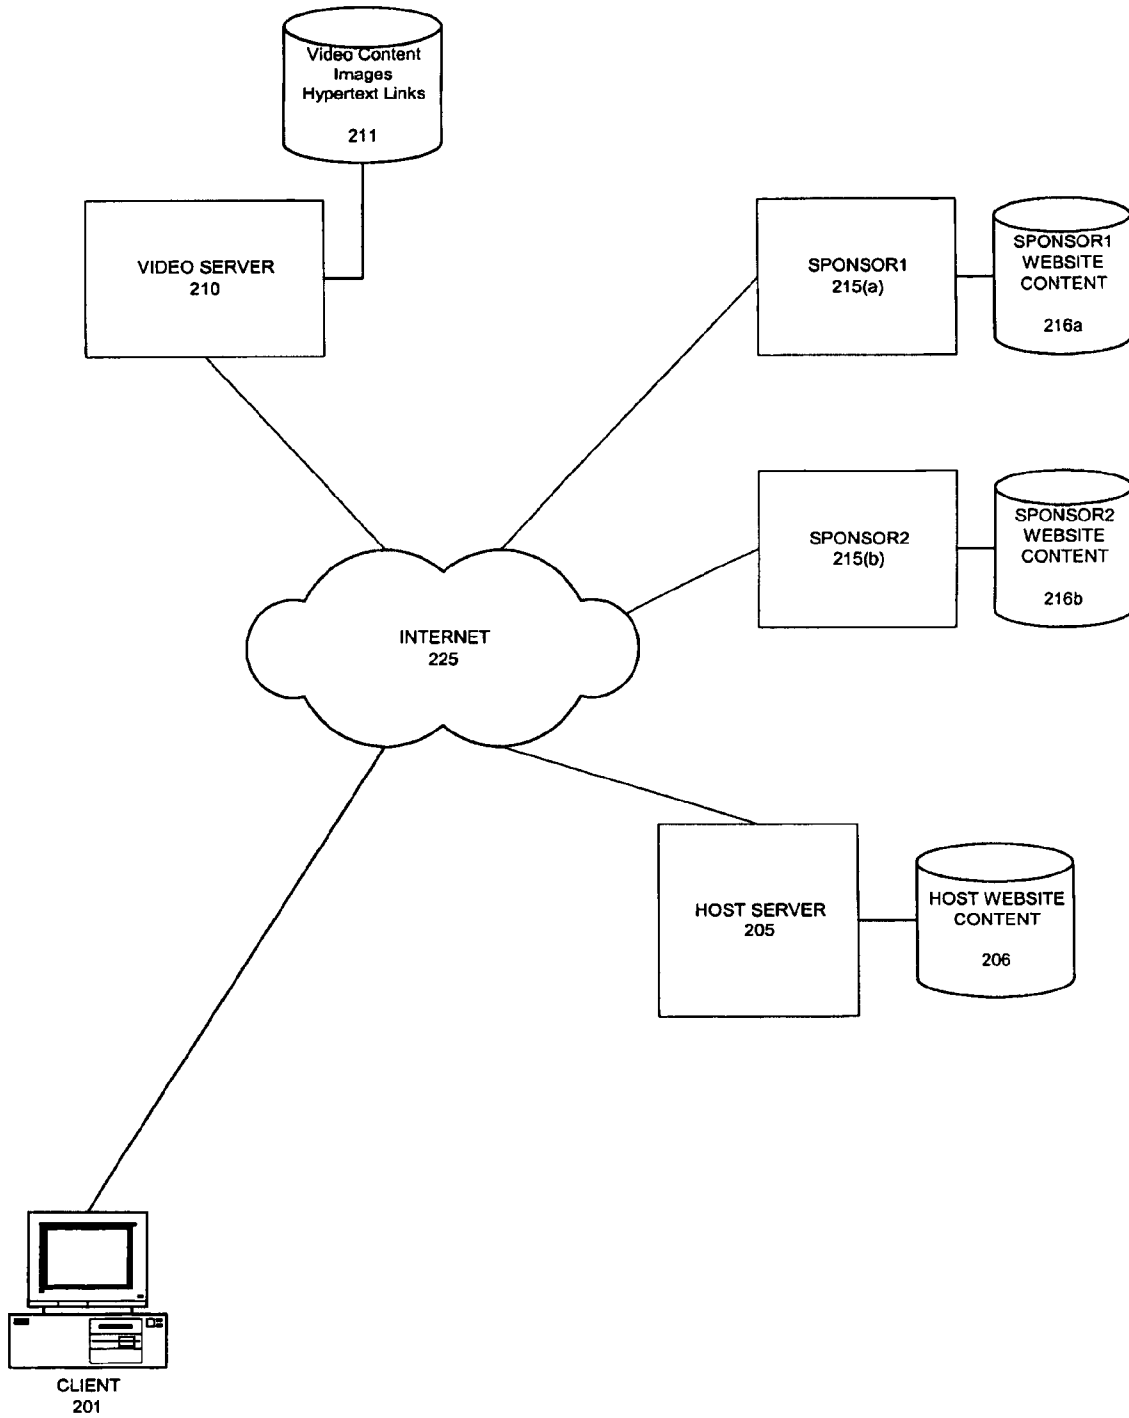 Video Content
Images
Hypertext Links
211
VIDEO SERVER
210
SPONSOR1
215(a)
SPONSOR1
WEBSITE
CONTENT
216a
SPONSOR2
215(b)
SPONSOR2
WEBSITE
CONTENT
216b
INTERNET
225
HOST SERVER
205
HOST WEBSITE
CONTENT
206
CLIENT
201